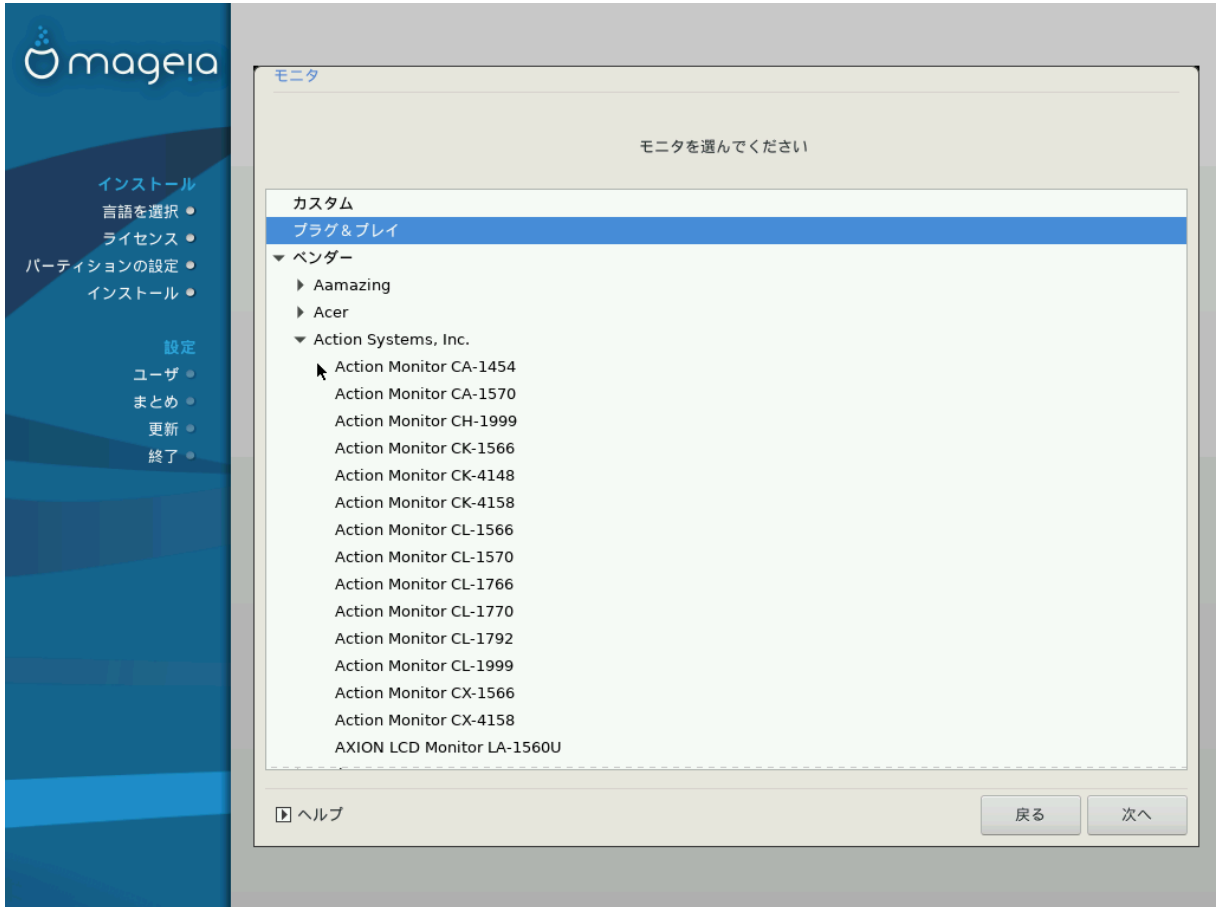 mageia
インストール
言語を選択
ライセンス
パーティションの設定
インストール
設定
ユーザ
まとめ
更新
終了
モニタ
モニタを選んでください
カスタム
プラグ&プレイ
ベンダー
Aamazing
Acer
Action Systems, Inc.
Action Monitor CA-1454
Action Monitor CA-1570
Action Monitor CH-1999
Action Monitor CK-1566
Action Monitor CK-4148
Action Monitor CK-4158
Action Monitor CL-1566
Action Monitor CL-1570
Action Monitor CL-1766
Action Monitor CL-1770
Action Monitor CL-1792
Action Monitor CL-1999
Action Monitor CX-1566
Action Monitor CX-4158
AXION LCD Monitor LA-1560U
ヘルプ
戻る
次へ